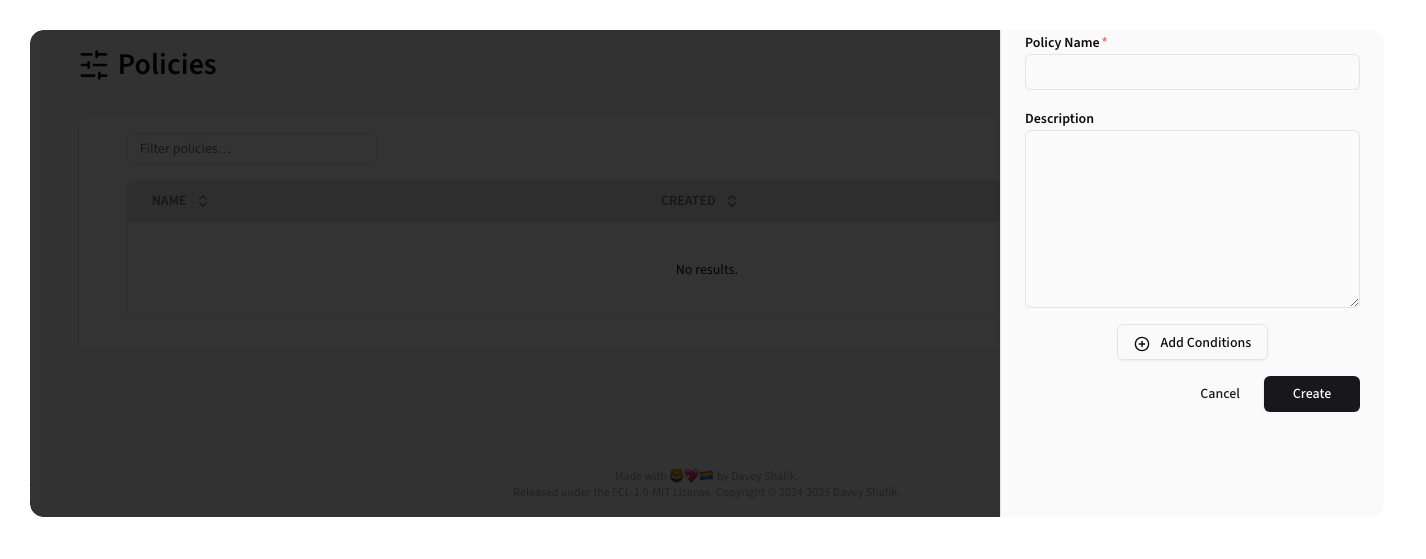 Policies
Filter policies...
NAME
CREATED
No results.
Made with 🦁💖🏳️‍🌈 by Davey Shafik.
Released under the FCL-1.0-MIT License. Copyright © 2024-2025 Davey Shafik.
Policy Name *
Description
Add Conditions
Cancel
Create